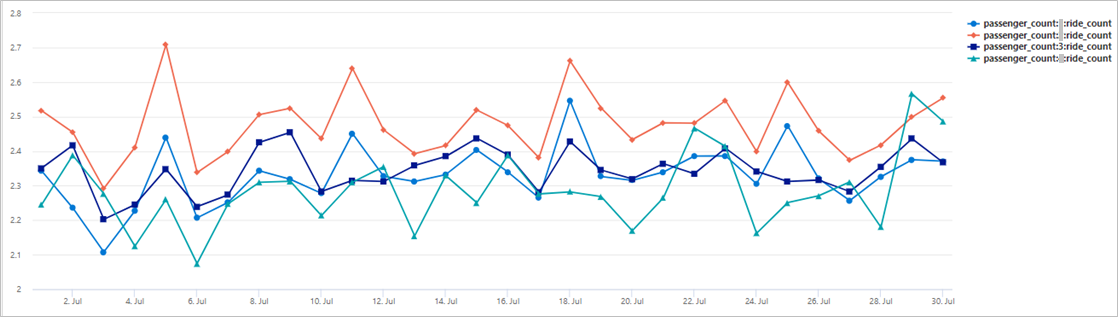 2.8
2.7
2.6
2.5
2.4
2.3
2.2
2.1
2
2. Jul 4. Jul 6. Jul 8. Jul 10. Jul 12. Jul 14. Jul 16. Jul 18. Jul 20. Jul 22. Jul 24. Jul 26. Jul 28. Jul 30. Jul
passenger_count: :ride_count
passenger_count: :ride_count
passenger_count:3:ride_count
passenger_count: :ride_count